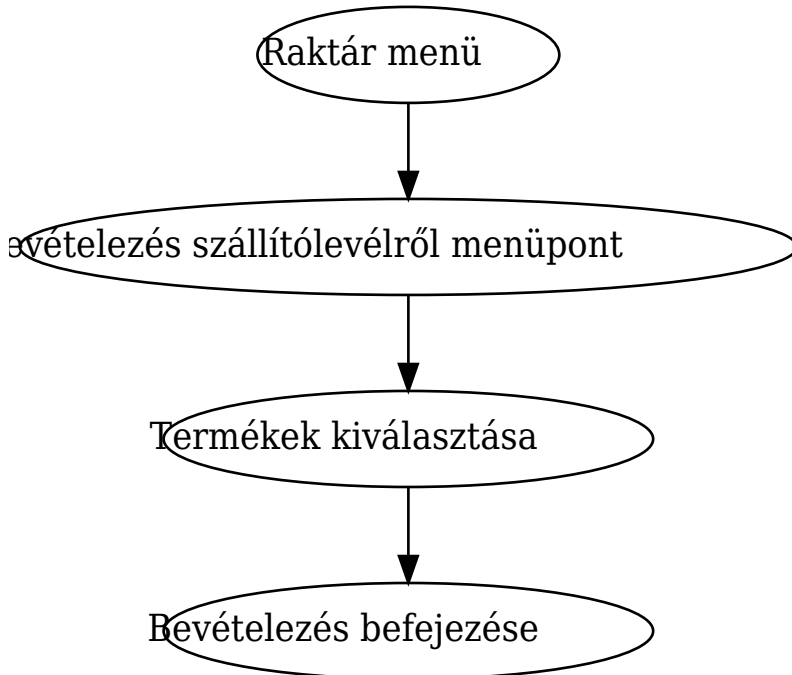 Raktár menü
evételezés szállítólevélről menüpont
Termékek kiválasztása
Bevételezés befejezése